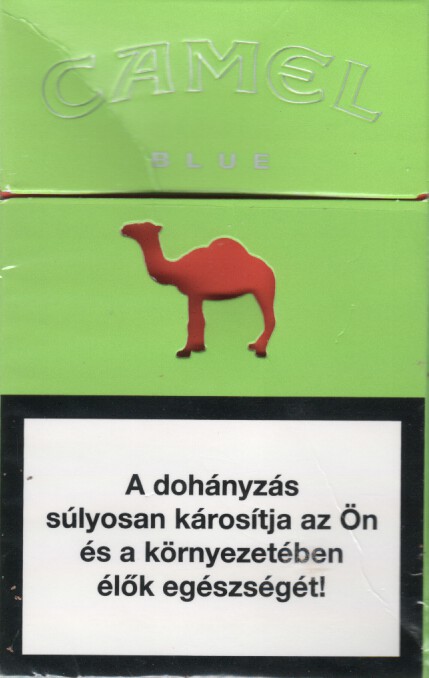 CAMEL
BLUE
A dohányzás
súlyosan károsítja az Ön
és a környezetében
élők egészségét!